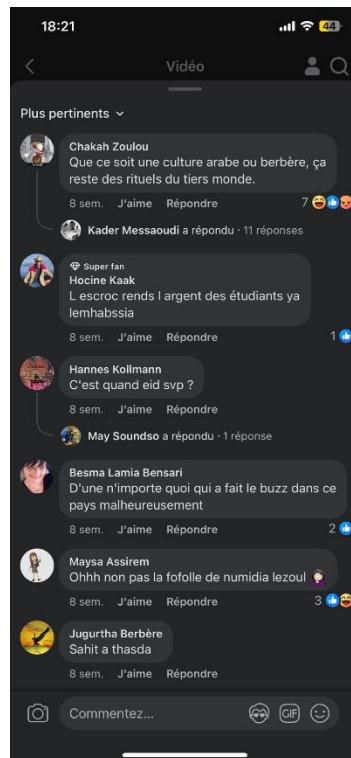 18:21
44
Vidéo
Plus pertinents
Chakah Zoulou
Que ce soit une culture arabe ou berbère, ça
reste des rituels du tiers monde.
8 sem. J'aime Répondre 7
Kader Messaoudi a répondu · 11 réponses
Super fan
Hocine Kaak
L escroc rends l argent des étudiants ya
lemhabssia
8 sem. J'aime Répondre 1
Hannes Kollmann
C'est quand eid svp ?
8 sem. J'aime Répondre
May Soundso a répondu · 1 réponse
Besma Lamia Bensari
D'une n'importe quoi qui a fait le buzz dans ce
pays malheureusement
8 sem. J'aime Répondre 2
Maysa Assirem
Ohhh non pas la fofolle de numidia lezoul 🤦🏻‍♀️
8 sem. J'aime Répondre 3
Jugurtha Berbère
Sahit a thasda
8 sem. J'aime Répondre
Commentez...
GIF